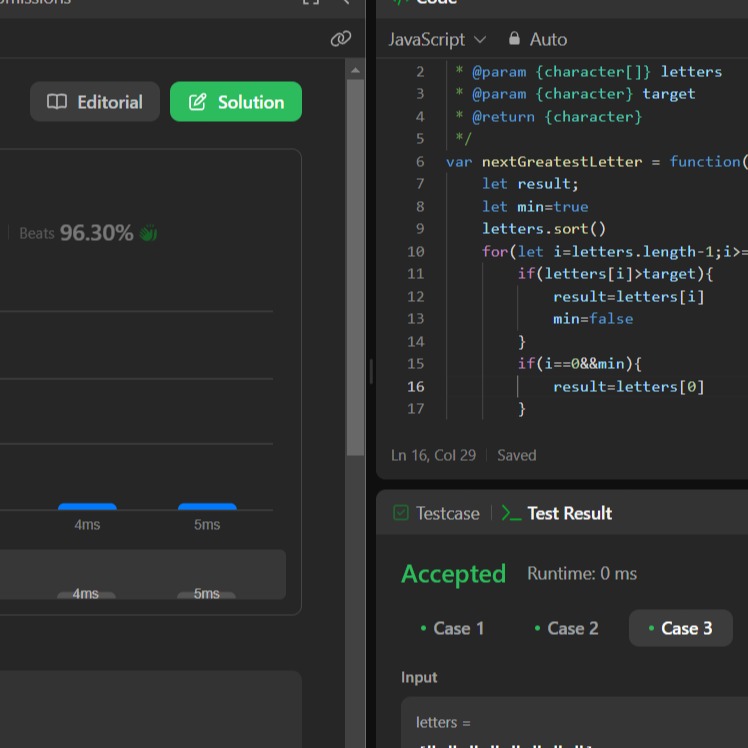 Editorial
Solution
Beats 96.30%
4ms
5ms
4ms
5ms
Code
JavaScript
Auto
2 * @param {character[]} letters
3 * @param {character} target
4 * @return {character}
5 */
6 var nextGreatestLetter = function(
7 let result;
8 let min=true
9 letters.sort()
10 for(let i=letters.length-1;i>=
11 if(letters[i]>target){
12 result=letters[i]
13 min=false
14 }
15 if(i==0&&min){
16 result=letters[0]
17 }
Ln 16, Col 29 Saved
Testcase
Test Result
Accepted Runtime: 0 ms
• Case 1 • Case 2 • Case 3
Input
letters =